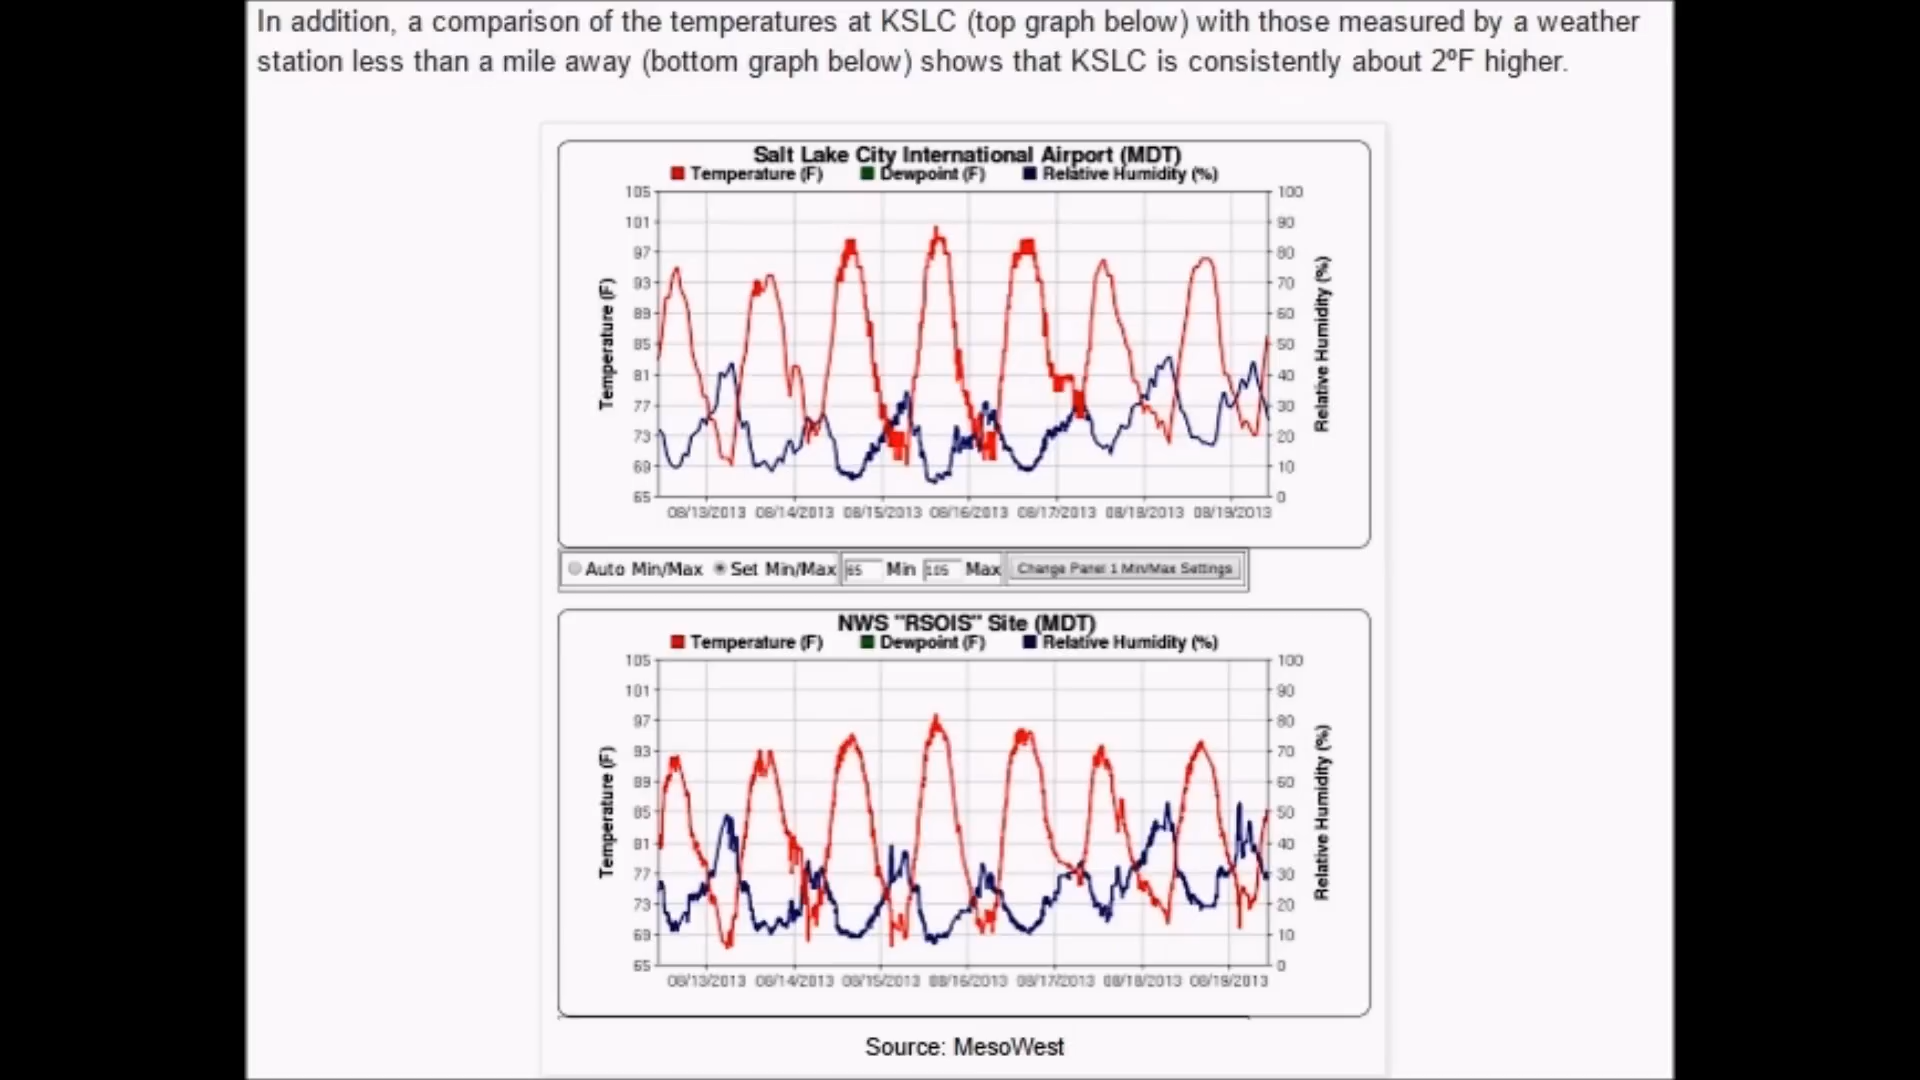 In addition, a comparison of the temperatures at KSLC (top graph below) with those measured by a weather
station less than a mile away (bottom graph below) shows that KSLC is consistently about 2ºF higher.
Salt Lake City International Airport (MDT)
Temperature (F) Dewpoint (F) Relative Humidity (%)
105 100
101 90
97 80
93 70
89 60
85 50
81 40
77 30
73 20
69 10
65 0
Temperature (F)
Relative Humidity (%)
08/13/2013 08/14/2013 08/15/2013 08/16/2013 08/17/2013 08/18/2013 08/19/2013
Auto Min/Max Set Min/Max 65 Min 105 Max Change Panel 1 Min/Max Settings
NWS "RSOIS" Site (MDT)
Temperature (F) Dewpoint (F) Relative Humidity (%)
105 100
101 90
97 80
93 70
89 60
85 50
81 40
77 30
73 20
69 10
65 0
Temperature (F)
Relative Humidity (%)
08/13/2013 08/14/2013 08/15/2013 08/16/2013 08/17/2013 08/18/2013 08/19/2013
Source: MesoWest